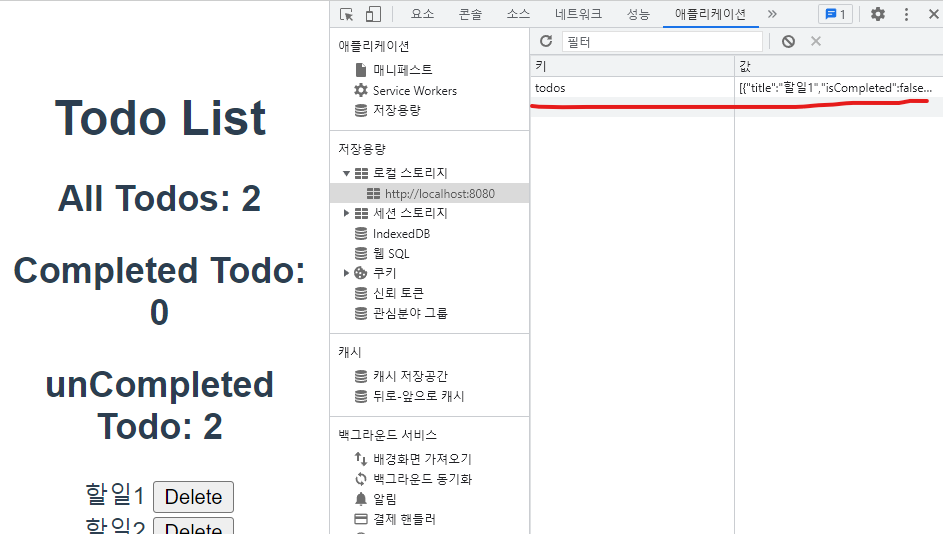 Todo List
All Todos: 2
Completed Todo:
0
unCompleted
Todo: 2
할일1 Delete
할일2 Delete
요소 콘솔 소스 네트워크 성능 애플리케이션 » 1
애플리케이션
매니페스트
Service Workers
저장용량
저장용량
로컬 스토리지
http://localhost:8080
세션 스토리지
IndexedDB
웹 SQL
쿠키
신뢰 토큰
관심분야 그룹
캐시
캐시 저장공간
뒤로-앞으로 캐시
백그라운드 서비스
배경화면 가져오기
백그라운드 동기화
알림
결제 핸들러
필터
키 값
todos [{"title":"할일1","isCompleted":false...